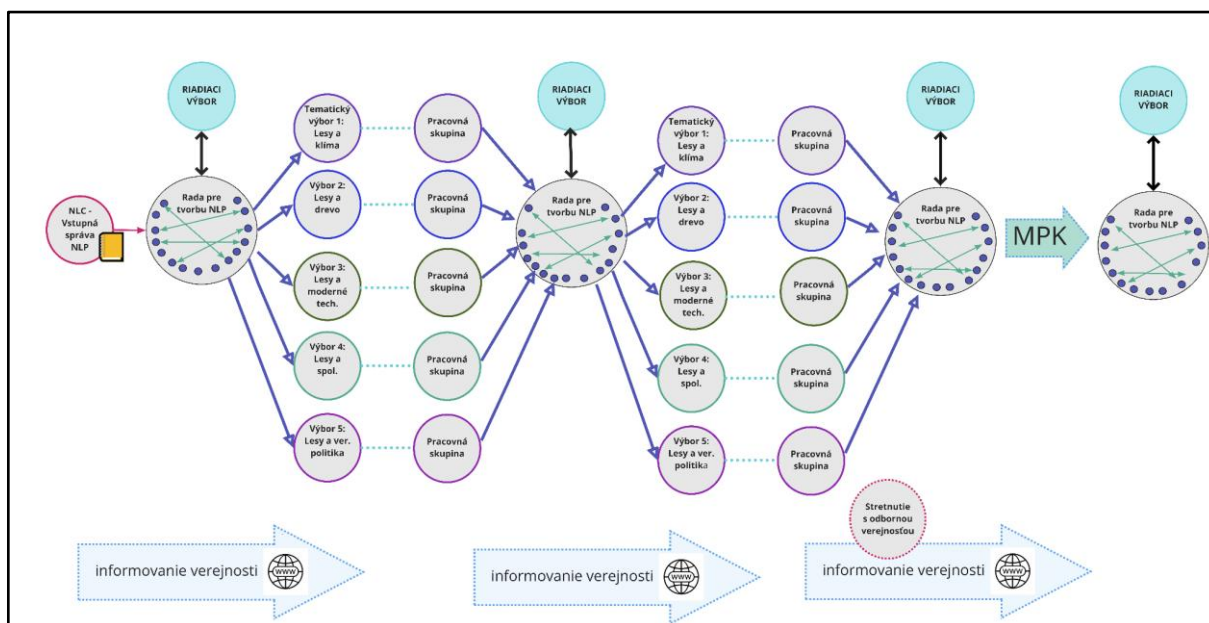 RIADIACI
VÝBOR
NLC -
Vstupná
správa
NLP
Rada pre
tvorbu NLP
Tematický
výbor 1:
Lesy a
klíma
Pracovná
skupina
Výbor 2:
Lesy a
drevo
Pracovná
skupina
Výbor 3:
Lesy a
moderné
tech.
Pracovná
skupina
Výbor 4:
Lesy a
spol.
Pracovná
skupina
Výbor 5:
Lesy a ver.
politika
Pracovná
skupina
RIADIACI
VÝBOR
Rada pre
tvorbu NLP
Tematický
výbor 1:
Lesy a
klíma
Pracovná
skupina
Výbor 2:
Lesy a
drevo
Pracovná
skupina
Výbor 3:
Lesy a
moderné
tech.
Pracovná
skupina
Výbor 4:
Lesy a
spol.
Pracovná
skupina
Výbor 5:
Lesy a ver.
politika
Pracovná
skupina
RIADIACI
VÝBOR
Rada pre
tvorbu NLP
MPK
RIADIACI
VÝBOR
Rada pre
tvorbu NLP
Stretnutie
s odbornou
verejnosťou
informovanie verejnosti
WWW
informovanie verejnosti
WWW
informovanie verejnosti
WWW